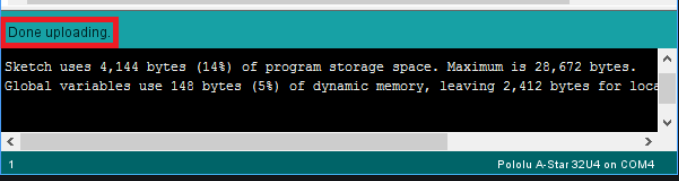 Done uploading.
Sketch uses 4,144 bytes (14%) of program storage space. Maximum is 28,672 bytes.
Global variables use 148 bytes (5%) of dynamic memory, leaving 2,412 bytes for loca
1
Pololu A-Star 32U4 on COM4